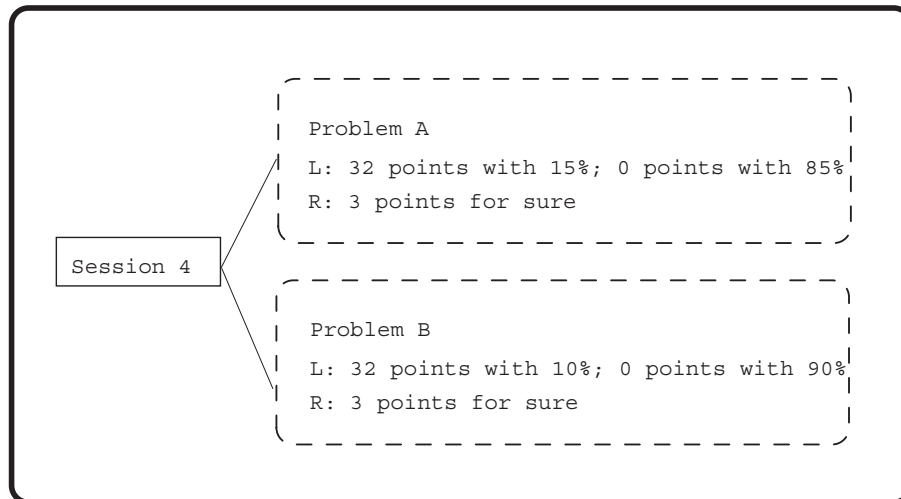 Problem A
L: 32 points with 15%; 0 points with 85%
R: 3 points for sure
Session 4
Problem B
L: 32 points with 10%; 0 points with 90%
R: 3 points for sure